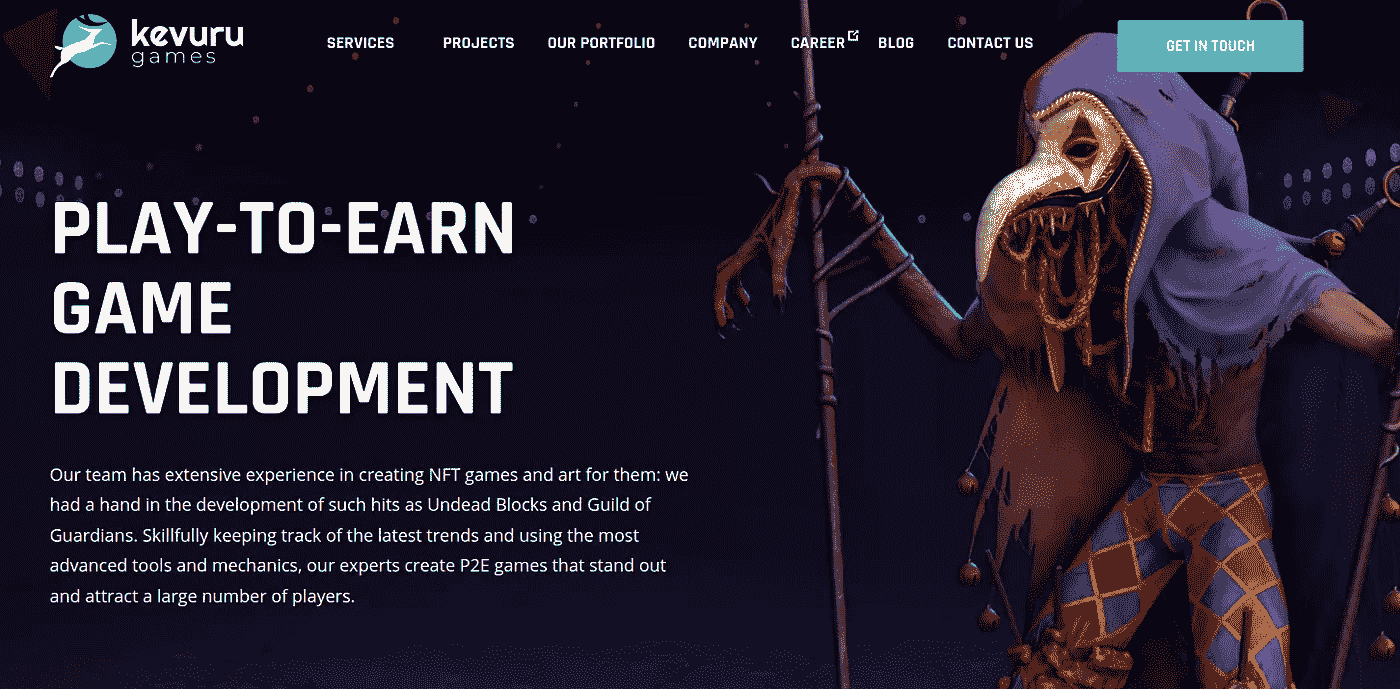 kevuru
games
SERVICES PROJECTS OUR PORTFOLIO COMPANY CAREER BLOG CONTACT US
GET IN TOUCH
PLAY-TO-EARN
GAME
DEVELOPMENT
Our team has extensive experience in creating NFT games and art for them: we
had a hand in the development of such hits as Undead Blocks and Guild of
Guardians. Skillfully keeping track of the latest trends and using the most
advanced tools and mechanics, our experts create P2E games that stand out
and attract a large number of players.